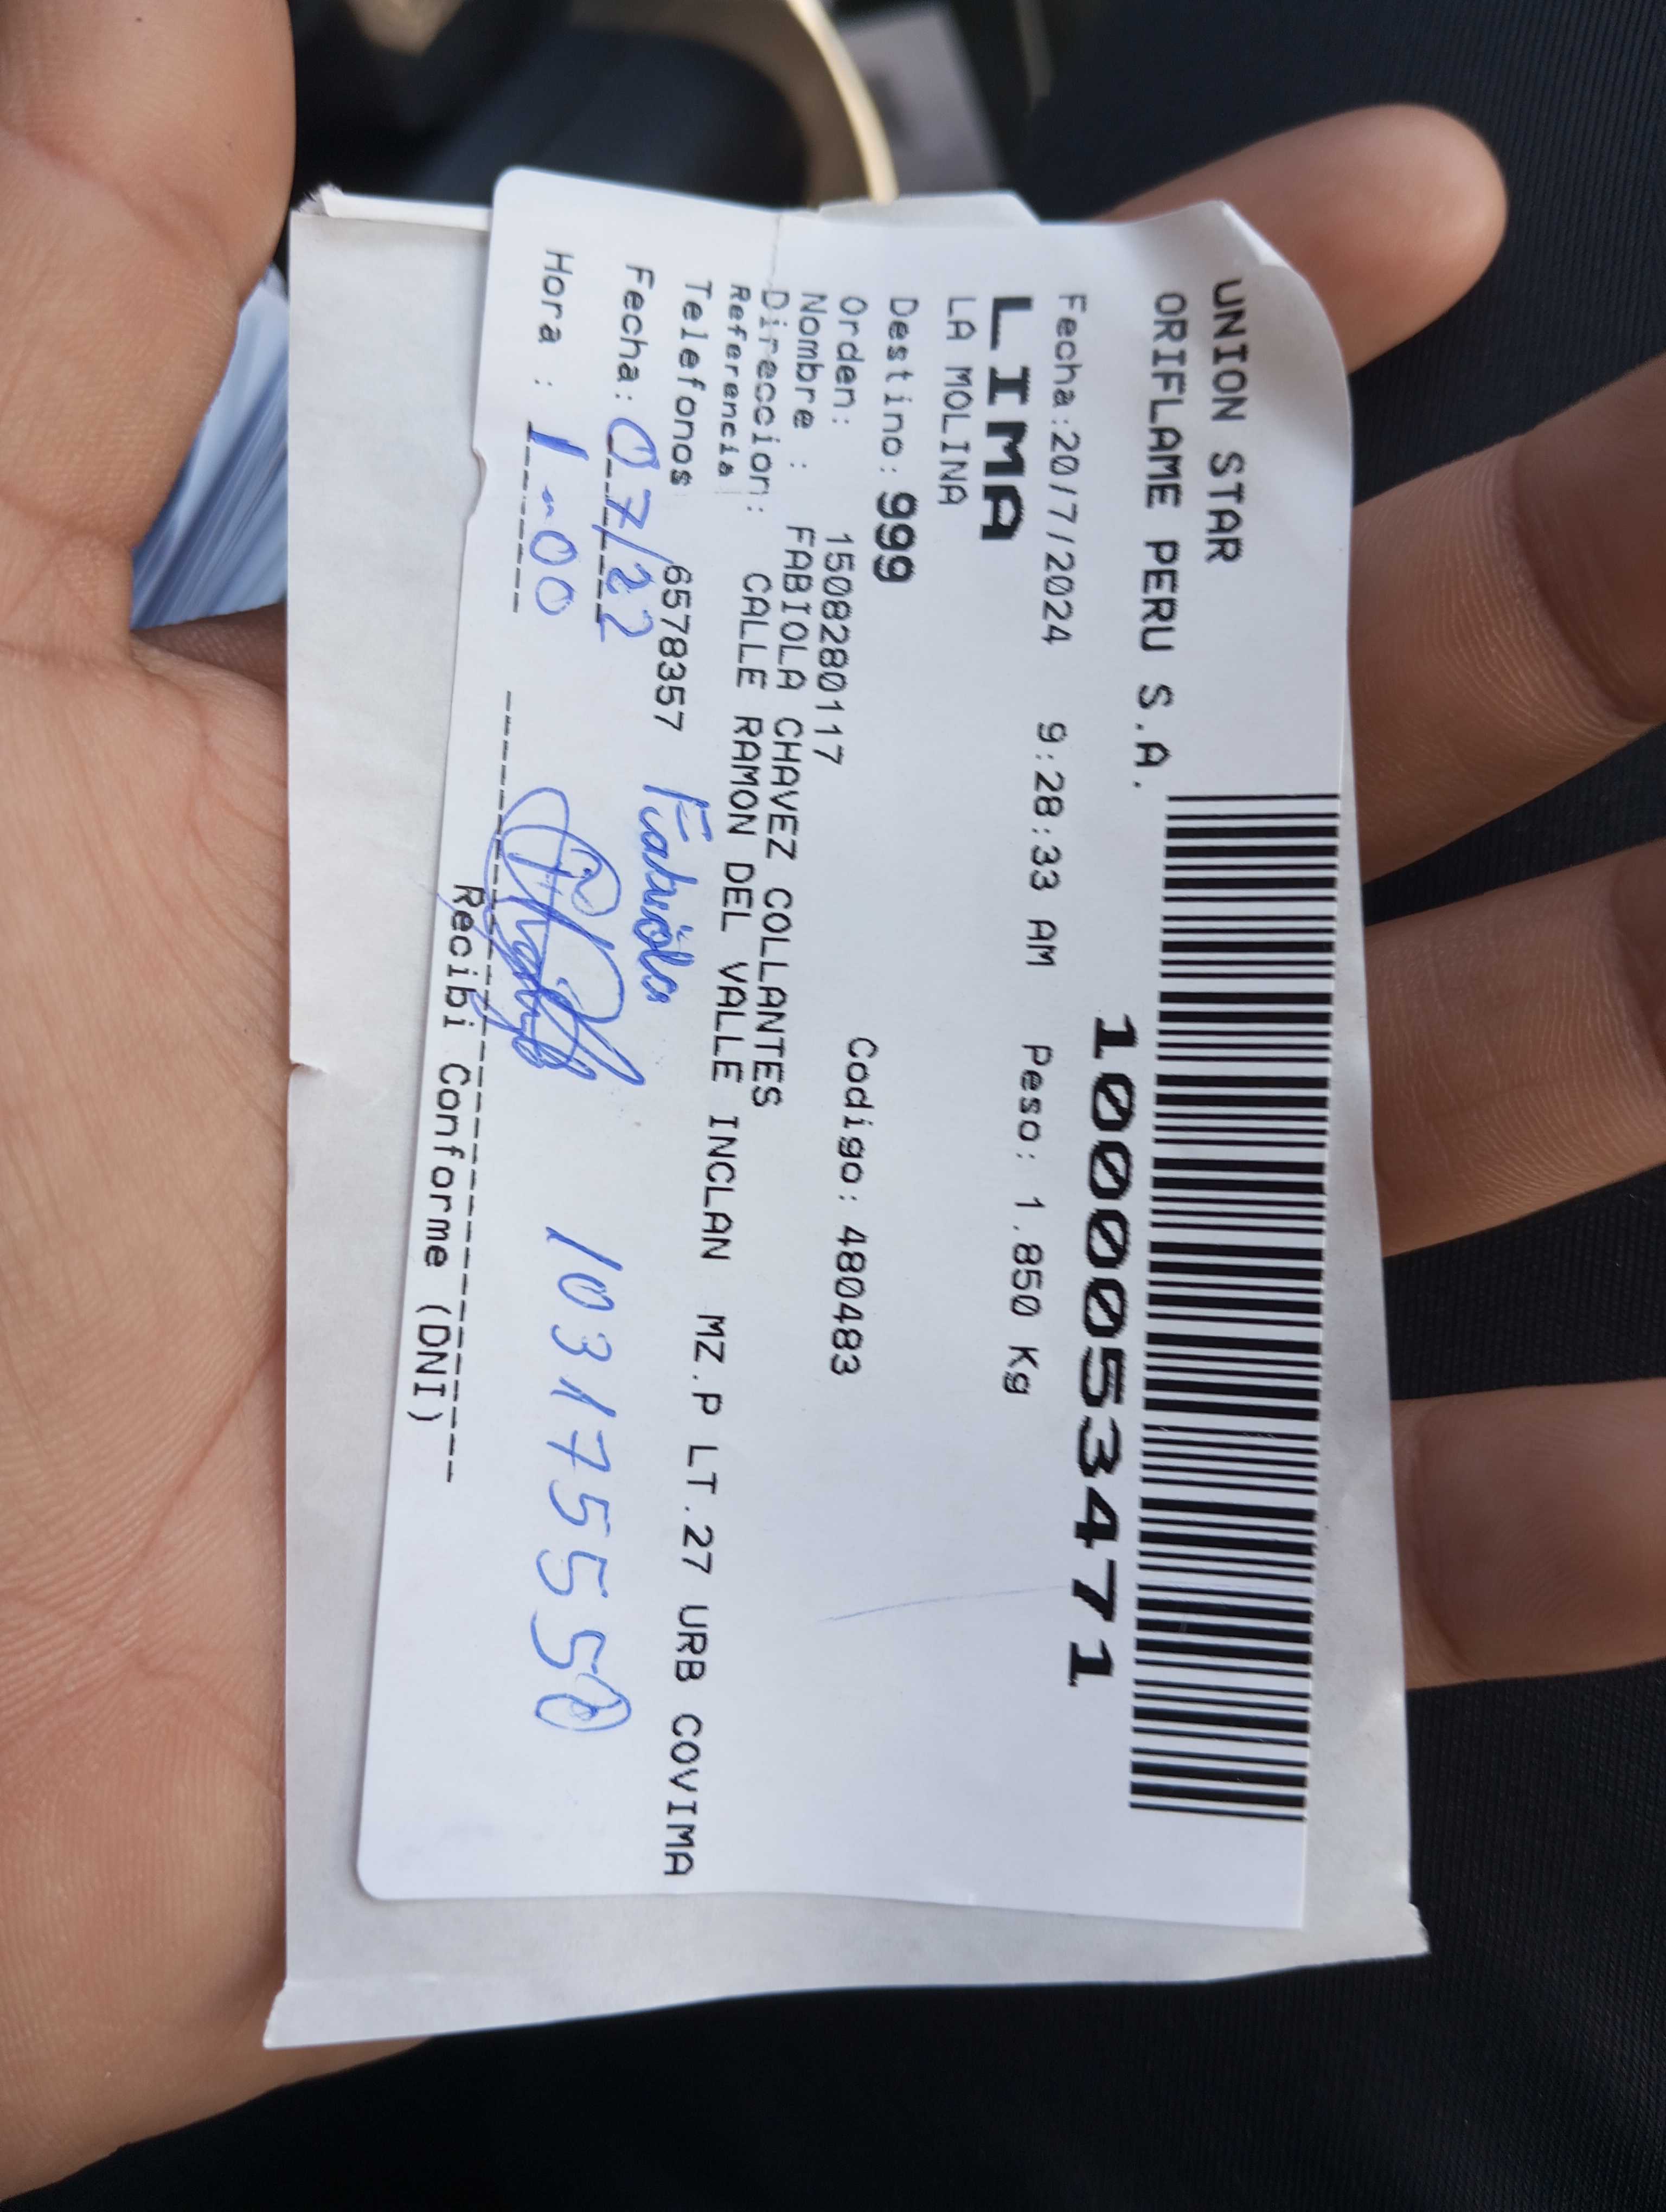 UNION STAR
ORIFLAME PERU S.A.
1000053471
Fecha:20/7/2024 9:28:33 AM Peso: 1.850 Kg
LIMA
LA MOLINA
Destino: 999
Orden: 15082280117 Codigo: 480483
Nombre : FABIOLA CHAVEZ COLLANTES
Direccion: CALLE RAMON DEL VALLE INCLAN MZ.P LT.27 URB COVIMA
Referencia
Telefonos 6578357
Fecha: 07/22 Fabiola
Hora : 1-00 10317555
Recibi Conforme (DNI)